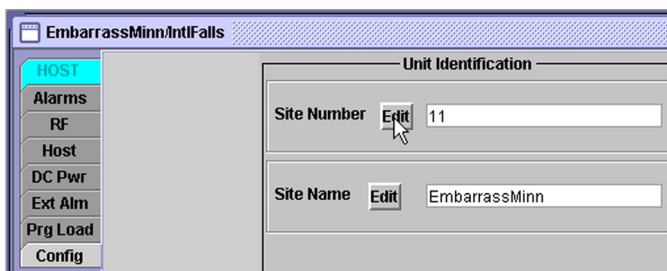 EmbarrassMinn/IntlFalls
HOST
Alarms
RF
Host
DC Pwr
Ext Alm
Prg Load
Config
Unit Identification
Site Number Edit 11
Site Name Edit EmbarrassMinn